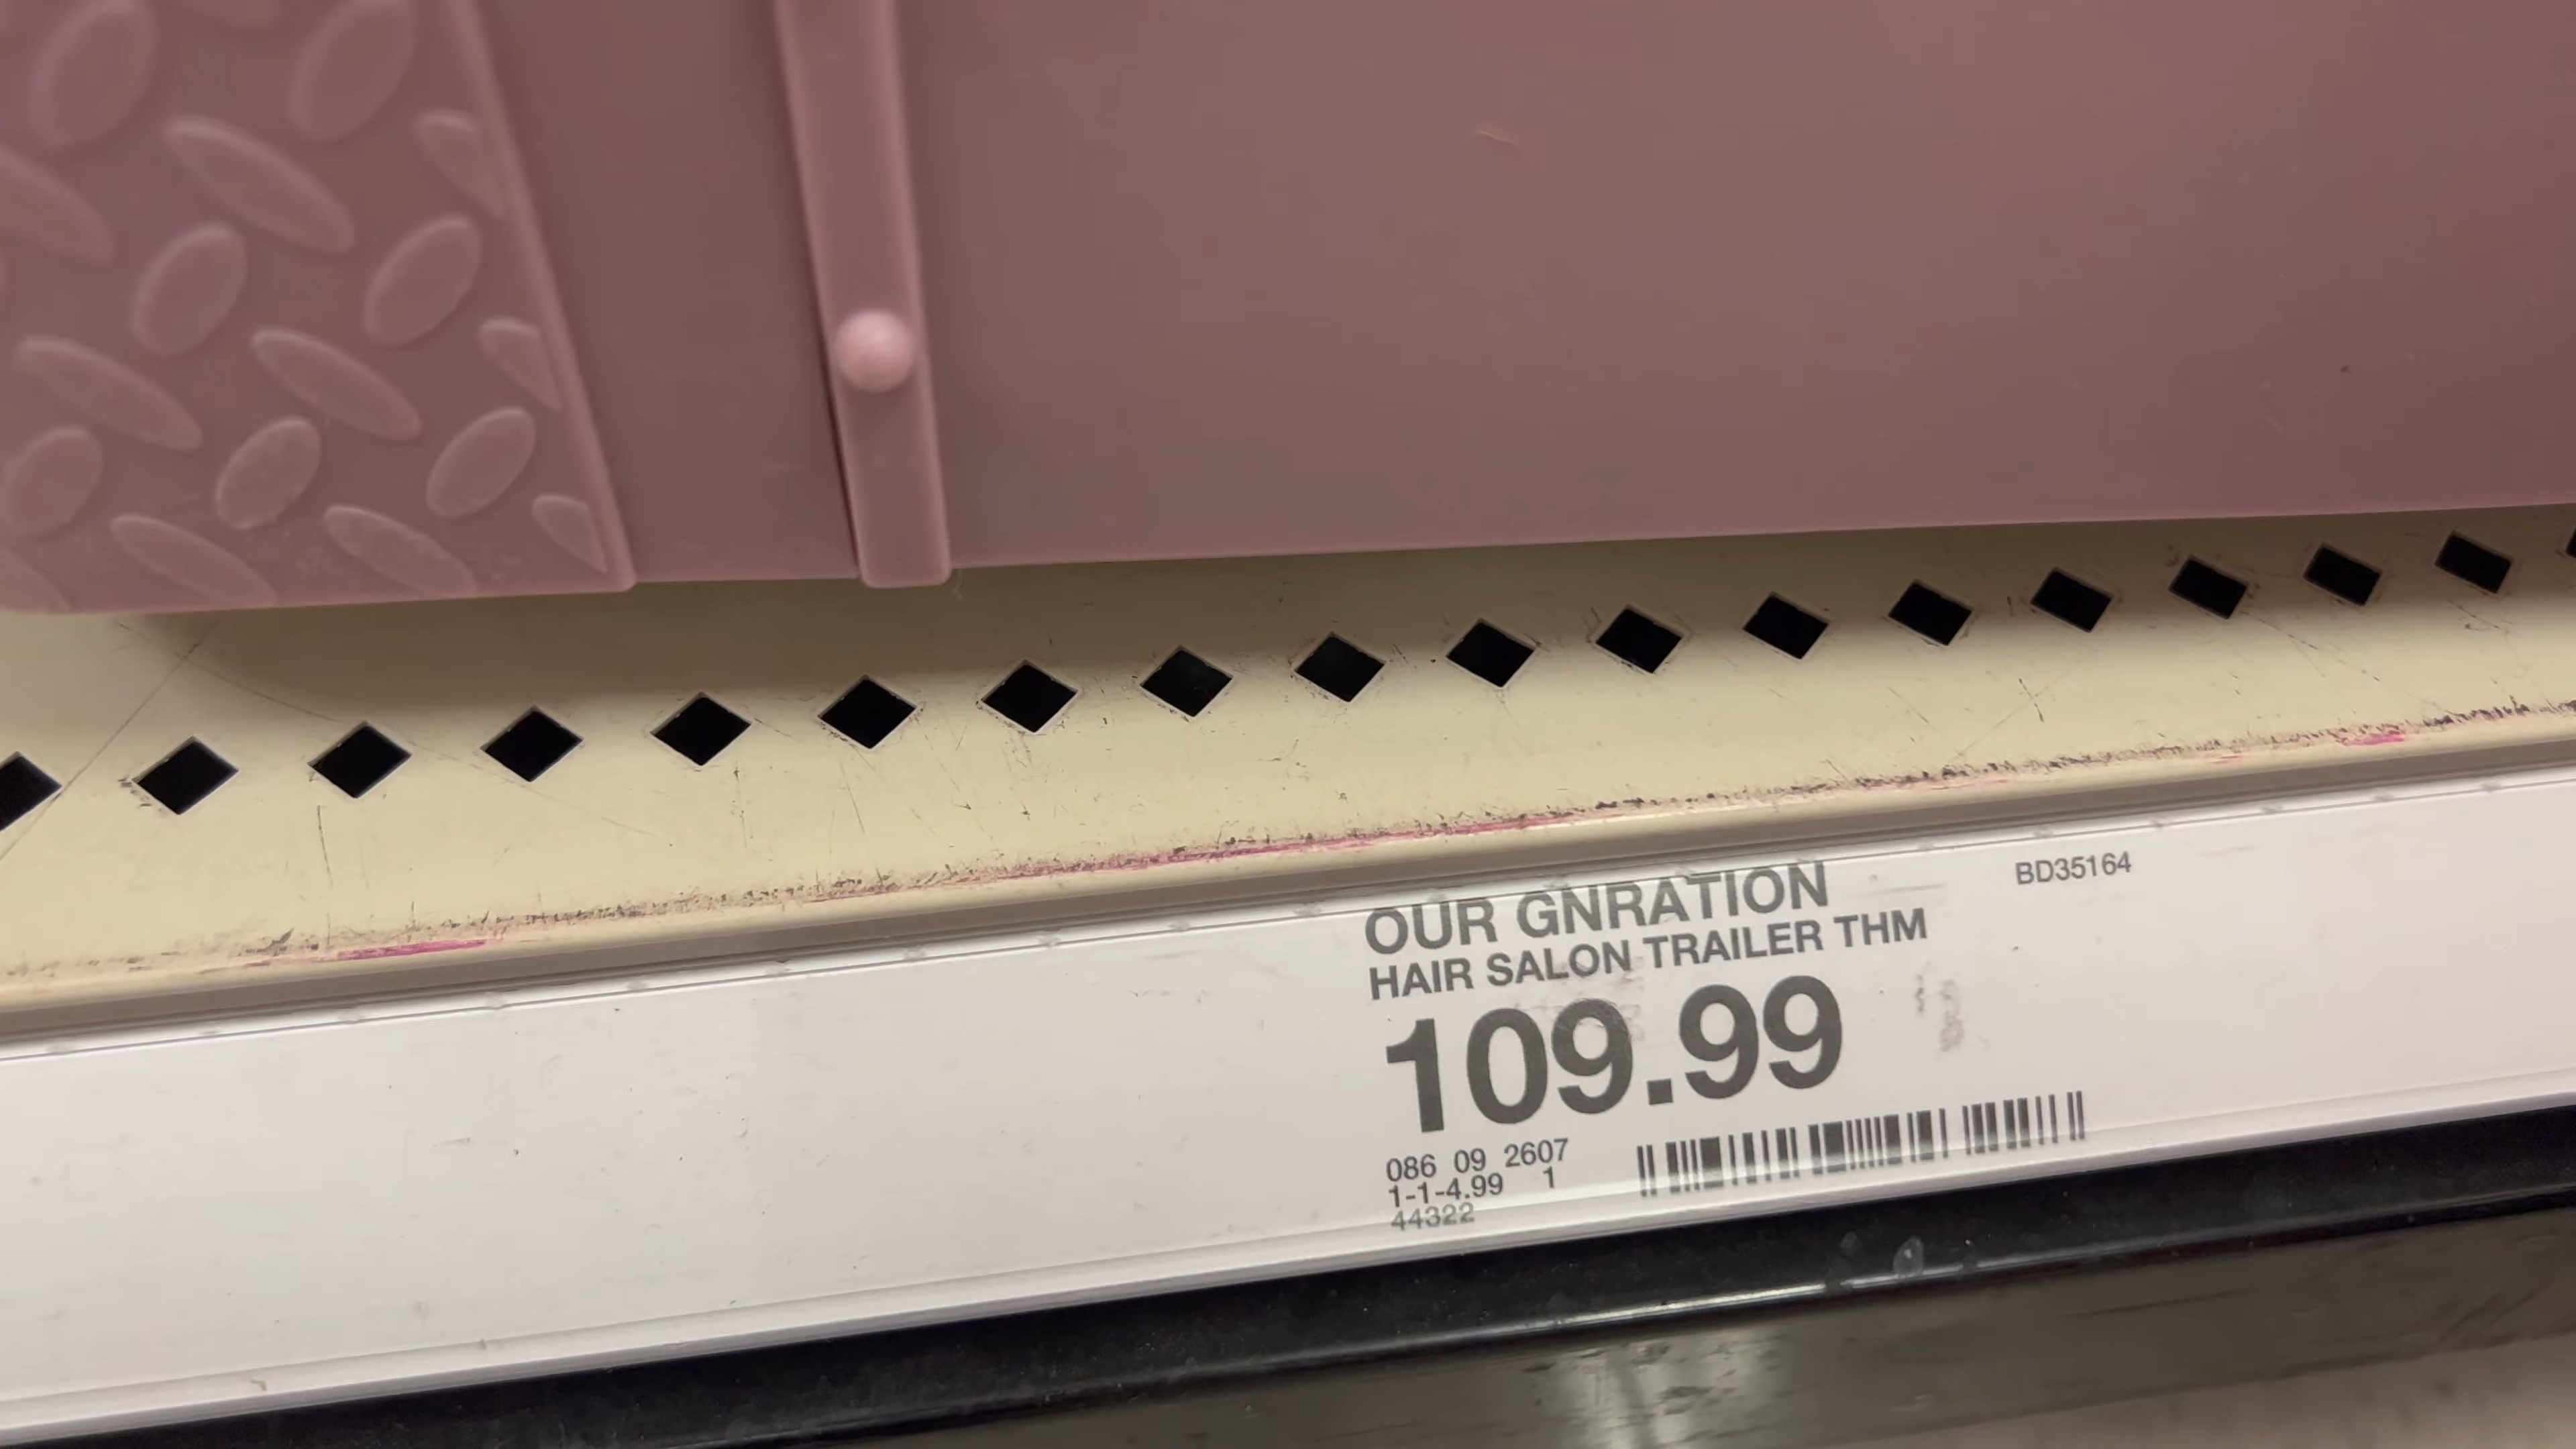 OUR GNRATION
BD35164
HAIR SALON TRAILER THM
109.99
086 09 2607
1-1-4.99 1
44322